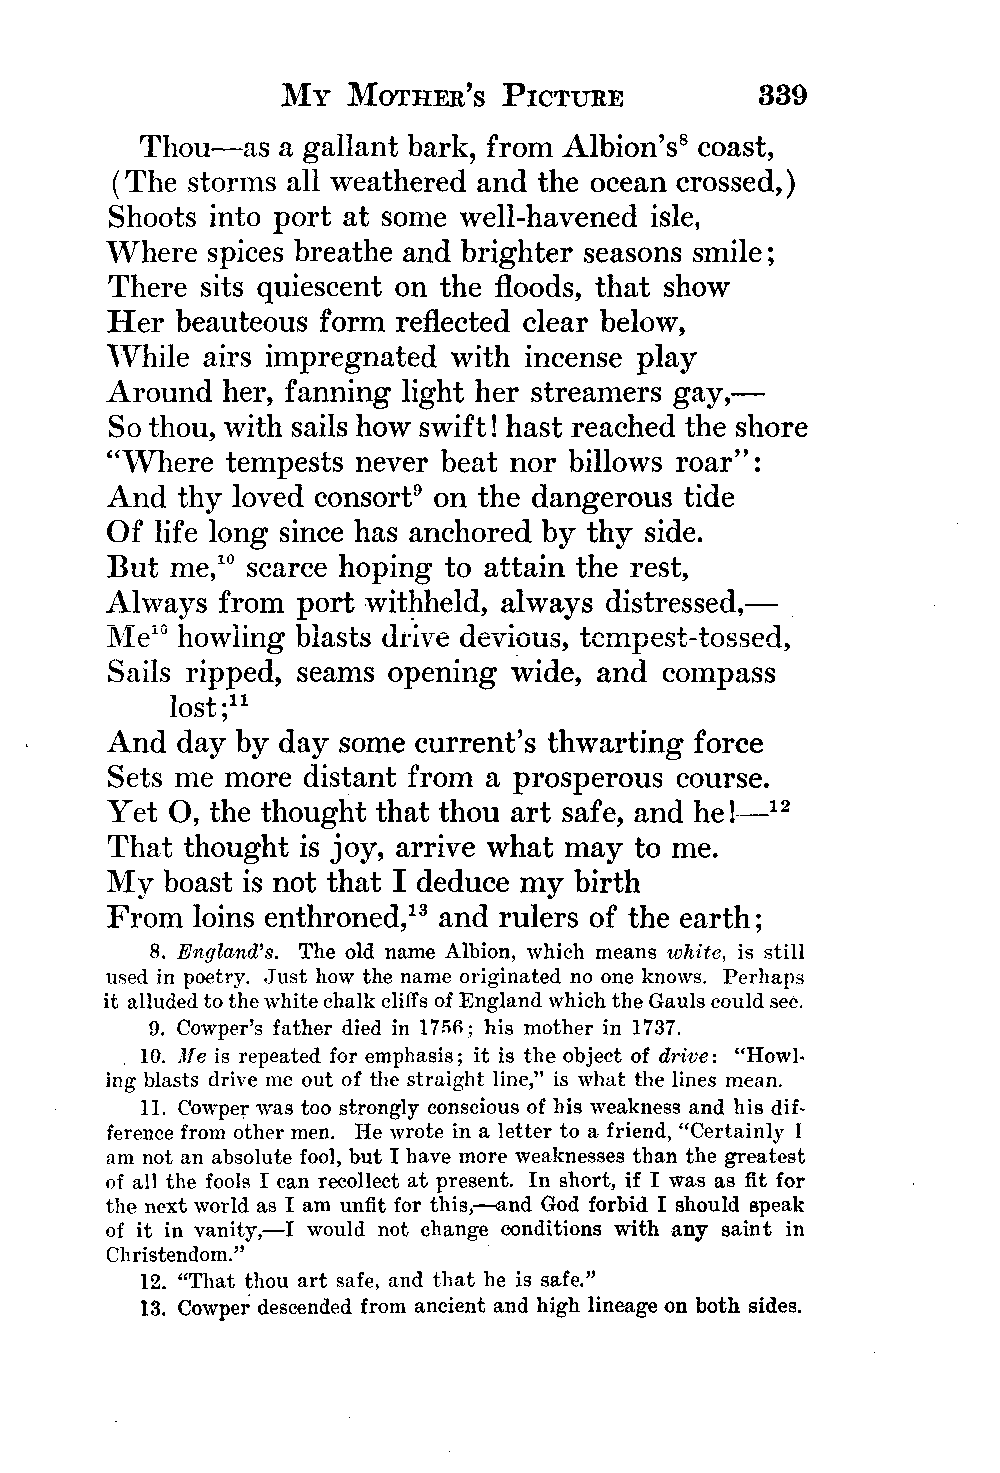 MY MOTHER'S PICTURE 339
Thou—as a gallant bark, from Albion's⁸ coast,
(The storms all weathered and the ocean crossed,)
Shoots into port at some well-havened isle,
Where spices breathe and brighter seasons smile;
There sits quiescent on the floods, that show
Her beauteous form reflected clear below,
While airs impregnated with incense play
Around her, fanning light her streamers gay,—
So thou, with sails how swift! hast reached the shore
"Where tempests never beat nor billows roar":
And thy loved consort⁹ on the dangerous tide
Of life long since has anchored by thy side.
But me,¹⁰ scarce hoping to attain the rest,
Always from port withheld, always distressed,—
Me¹⁰ howling blasts drive devious, tempest-tossed,
Sails ripped, seams opening wide, and compass
lost;¹¹
And day by day some current's thwarting force
Sets me more distant from a prosperous course.
Yet O, the thought that thou art safe, and he!—¹²
That thought is joy, arrive what may to me.
My boast is not that I deduce my birth
From loins enthroned,¹³ and rulers of the earth;
8. England's. The old name Albion, which means white, is still
used in poetry. Just how the name originated no one knows. Perhaps
it alluded to the white chalk cliffs of England which the Gauls could see.
9. Cowper's father died in 1756; his mother in 1737.
10. Me is repeated for emphasis; it is the object of drive: "Howl-
ing blasts drive me out of the straight line," is what the lines mean.
11. Cowper was too strongly conscious of his weakness and his dif-
ference from other men. He wrote in a letter to a friend, "Certainly I
am not an absolute fool, but I have more weaknesses than the greatest
of all the fools I can recollect at present. In short, if I was as fit for
the next world as I am unfit for this,—and God forbid I should speak
of it in vanity,—I would not change conditions with any saint in
Christendom."
12. "That thou art safe, and that he is safe."
13. Cowper descended from ancient and high lineage on both sides.